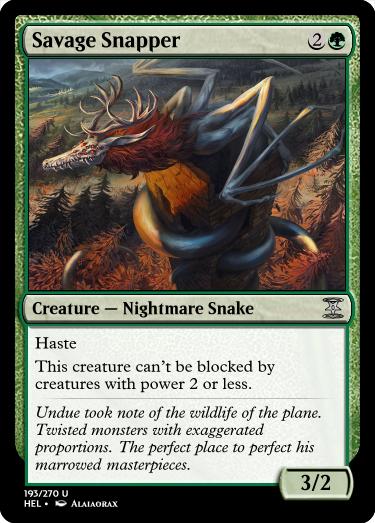 Savage Snapper 2
Creature — Nightmare Snake
Haste
This creature can't be blocked by
creatures with power 2 or less.
Undue took note of the wildlife of the plane.
Twisted monsters with exaggerated
proportions. The perfect place to perfect his
marrowed masterpieces.
3/2
193/270 U
HEL • Alaiaorax